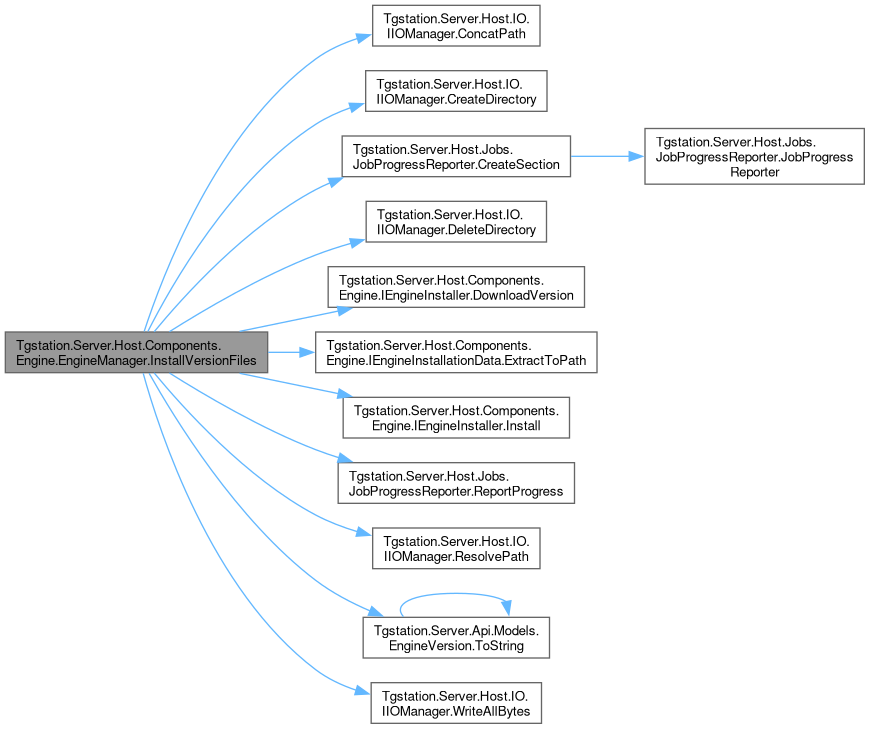 Tgstation.Server.Host.IO.
IIOManager.ConcatPath
Tgstation.Server.Host.IO.
IIOManager.CreateDirectory
Tgstation.Server.Host.Jobs.
JobProgressReporter.CreateSection
Tgstation.Server.Host.Jobs.
JobProgressReporter.JobProgress
Reporter
Tgstation.Server.Host.IO.
IIOManager.DeleteDirectory
Tgstation.Server.Host.Components.
Engine.IEngineInstaller.DownloadVersion
Tgstation.Server.Host.Components.
Engine.EngineManager.InstallVersionFiles
Tgstation.Server.Host.Components.
Engine.IEngineInstallationData.ExtractToPath
Tgstation.Server.Host.Components.
Engine.IEngineInstaller.Install
Tgstation.Server.Host.Jobs.
JobProgressReporter.ReportProgress
Tgstation.Server.Host.IO.
IIOManager.ResolvePath
Tgstation.Server.Api.Models.
EngineVersion.ToString
Tgstation.Server.Host.IO.
IIOManager.WriteAllBytes